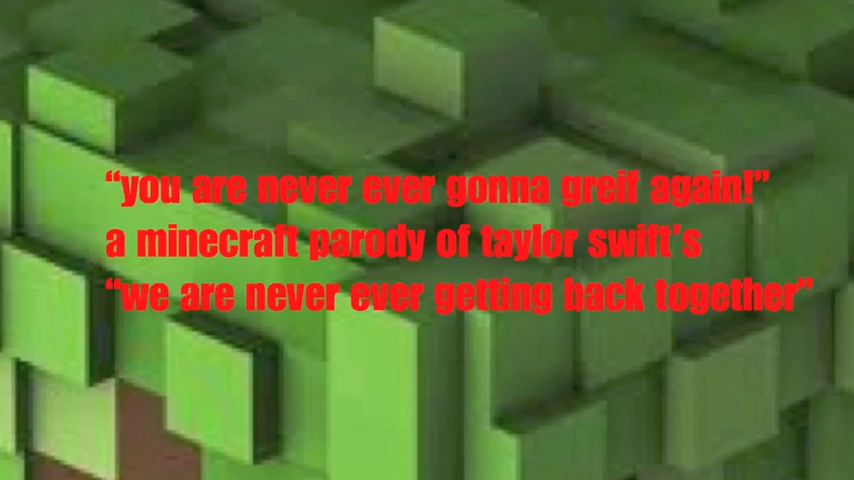 “you are never ever gonna greif again!”
a minecraft parody of taylor swift’s
“we are never ever getting back together”